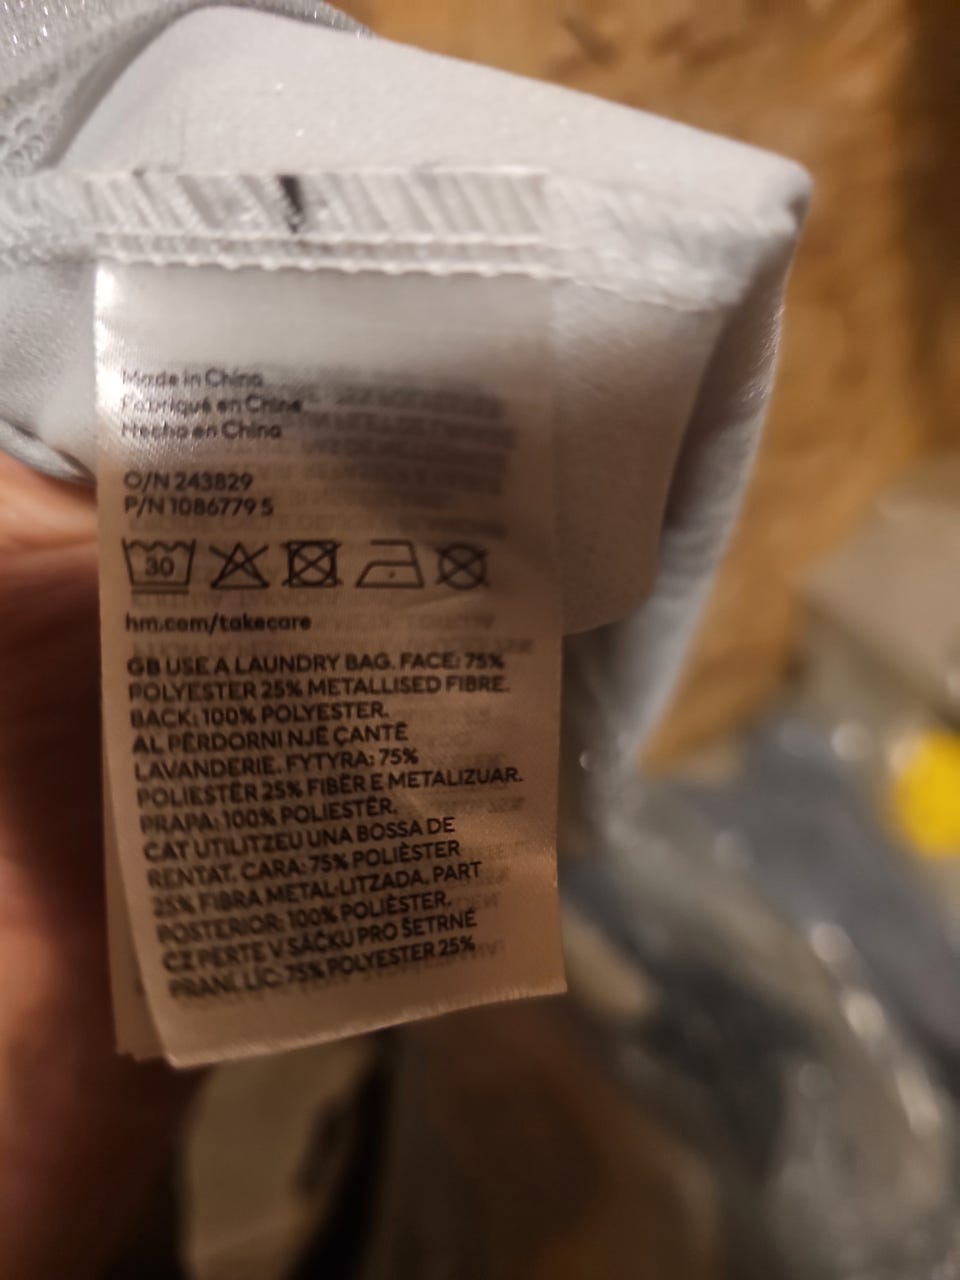 Made in China
Fabriqué en Chine
Hecho en China
O/N 243829
P/N 1086779 5
30
hm.com/takecare
GB USE A LAUNDRY BAG. FACE: 75%
POLYESTER 25% METALLISED FIBRE.
BACK: 100% POLYESTER.
AL PËRDORNI NJË ÇANTË
LAVANDERIE. FYTYRA: 75%
POLIESTËR 25% FIBËR E METALIZUAR.
PRAPA: 100% POLIESTËR.
CAT UTILITZEU UNA BOSSA DE
RENTAT. CARA: 75% POLIÈSTER
25% FIBRA METAL·LITZADA. PART
POSTERIOR: 100% POLIÈSTER.
CZ PERTE V SÁČKU PRO ŠETRNÉ
PRANÍ. LÍC: 75% POLYESTER 25%